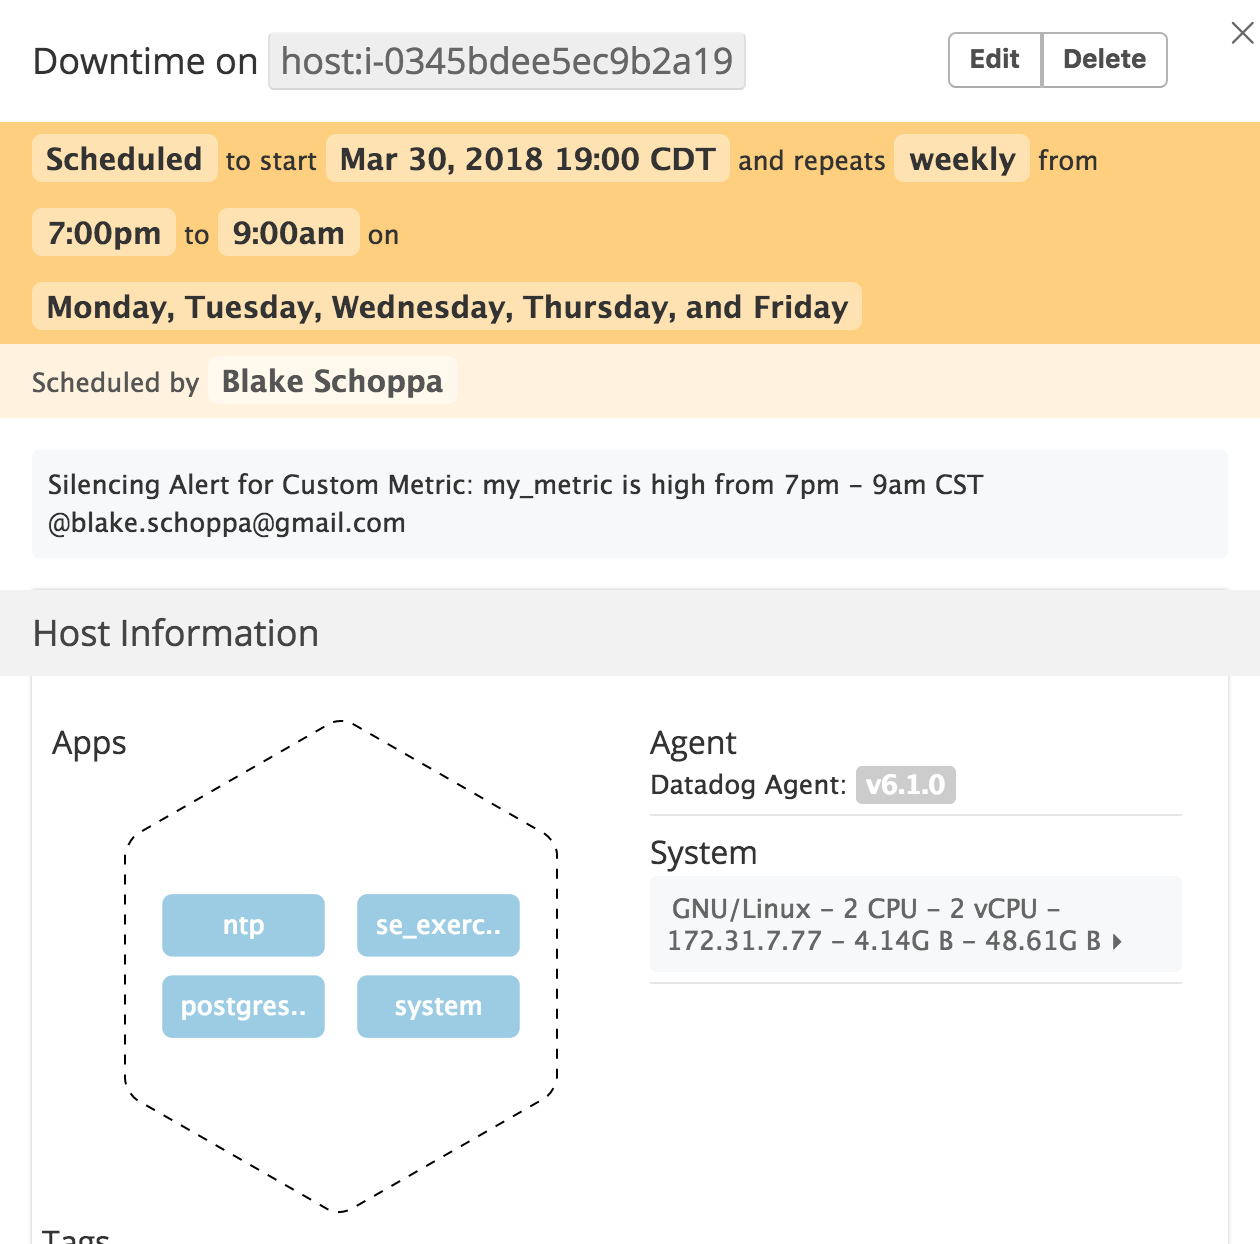 Downtime on host:i-0345bdee5ec9b2a19 Edit Delete
Scheduled to start Mar 30, 2018 19:00 CDT and repeats weekly from
7:00pm to 9:00am on
Monday, Tuesday, Wednesday, Thursday, and Friday
Scheduled by Blake Schoppa
Silencing Alert for Custom Metric: my_metric is high from 7pm – 9am CST
@blake.schoppa@gmail.com
Host Information
Apps
ntp se_exerc..
postgres.. system
Agent
Datadog Agent: v6.1.0
System
GNU/Linux – 2 CPU – 2 vCPU –
172.31.7.77 – 4.14G B – 48.61G B
Tags